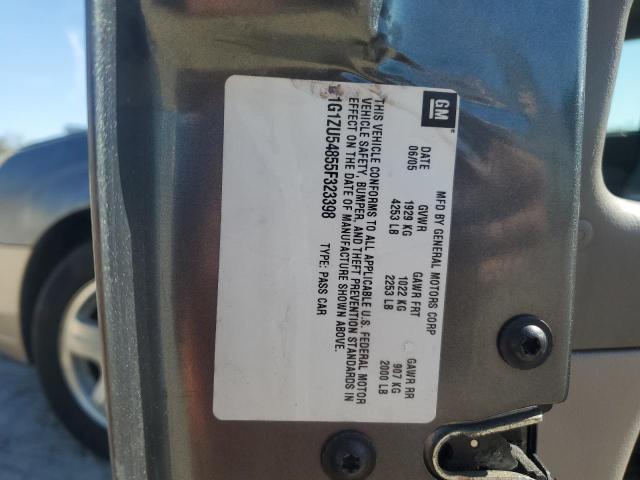 GM
MFD BY GENERAL MOTORS CORP
DATE GVWR GAWR FRT GAWR RR
06/05 1929 KG 1022 KG 907 KG
4253 LB 2253 LB 2000 LB
THIS VEHICLE CONFORMS TO ALL APPLICABLE U.S. FEDERAL MOTOR
VEHICLE SAFETY, BUMPER, AND THEFT PREVENTION STANDARDS IN
EFFECT ON THE DATE OF MANUFACTURE SHOWN ABOVE.
1G1ZU54855F323398 TYPE: PASS CAR